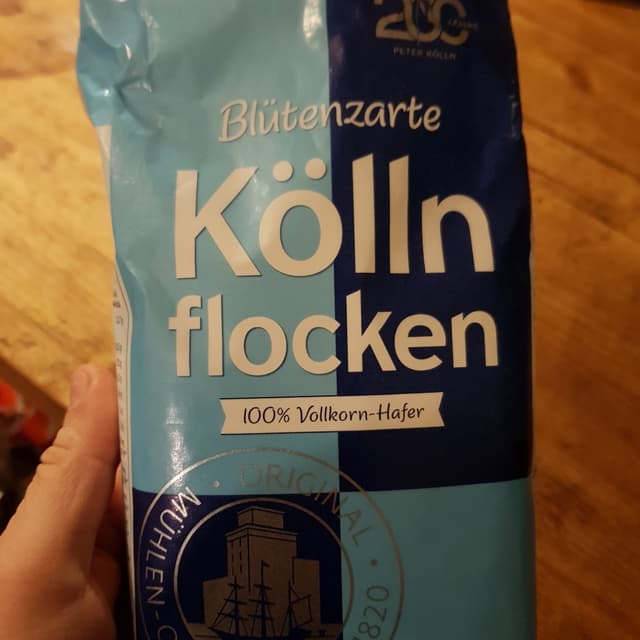 200
PETER KÖLLN
Blütenzarte
Kölln
flocken
100% Vollkorn-Hafer
· ORIGINAL ·
MÜHLEN-
1820